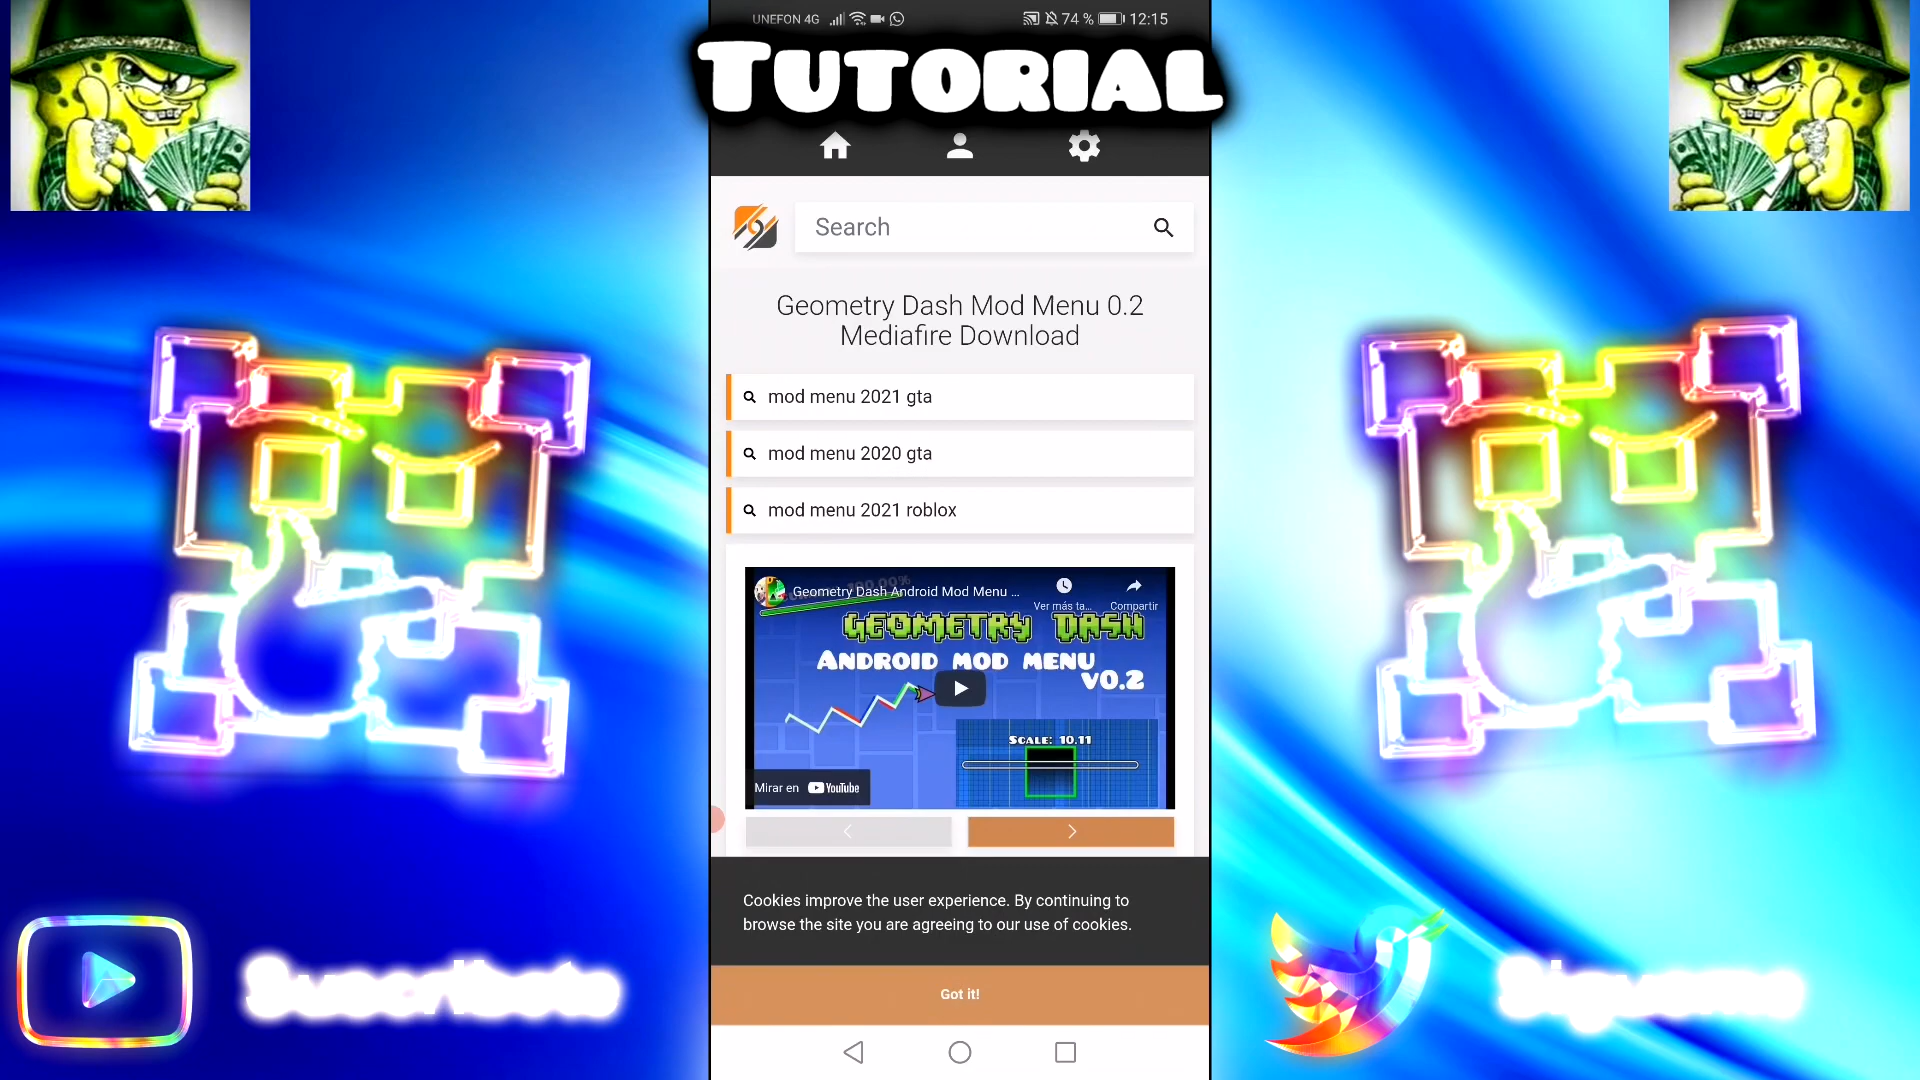 UNEFON 4G
74 % 12:15
TUTORIAL
Search
Geometry Dash Mod Menu 0.2
Mediafire Download
mod menu 2021 gta
mod menu 2020 gta
mod menu 2021 roblox
Geometry Dash Android Mod Menu ...
Ver más ta...
Compartir
GEOMETRY DASH
ANDROID MOD MENU
v0.2
SCALE: 10.11
Mirar en YouTube
Cookies improve the user experience. By continuing to
browse the site you are agreeing to our use of cookies.
Got it!